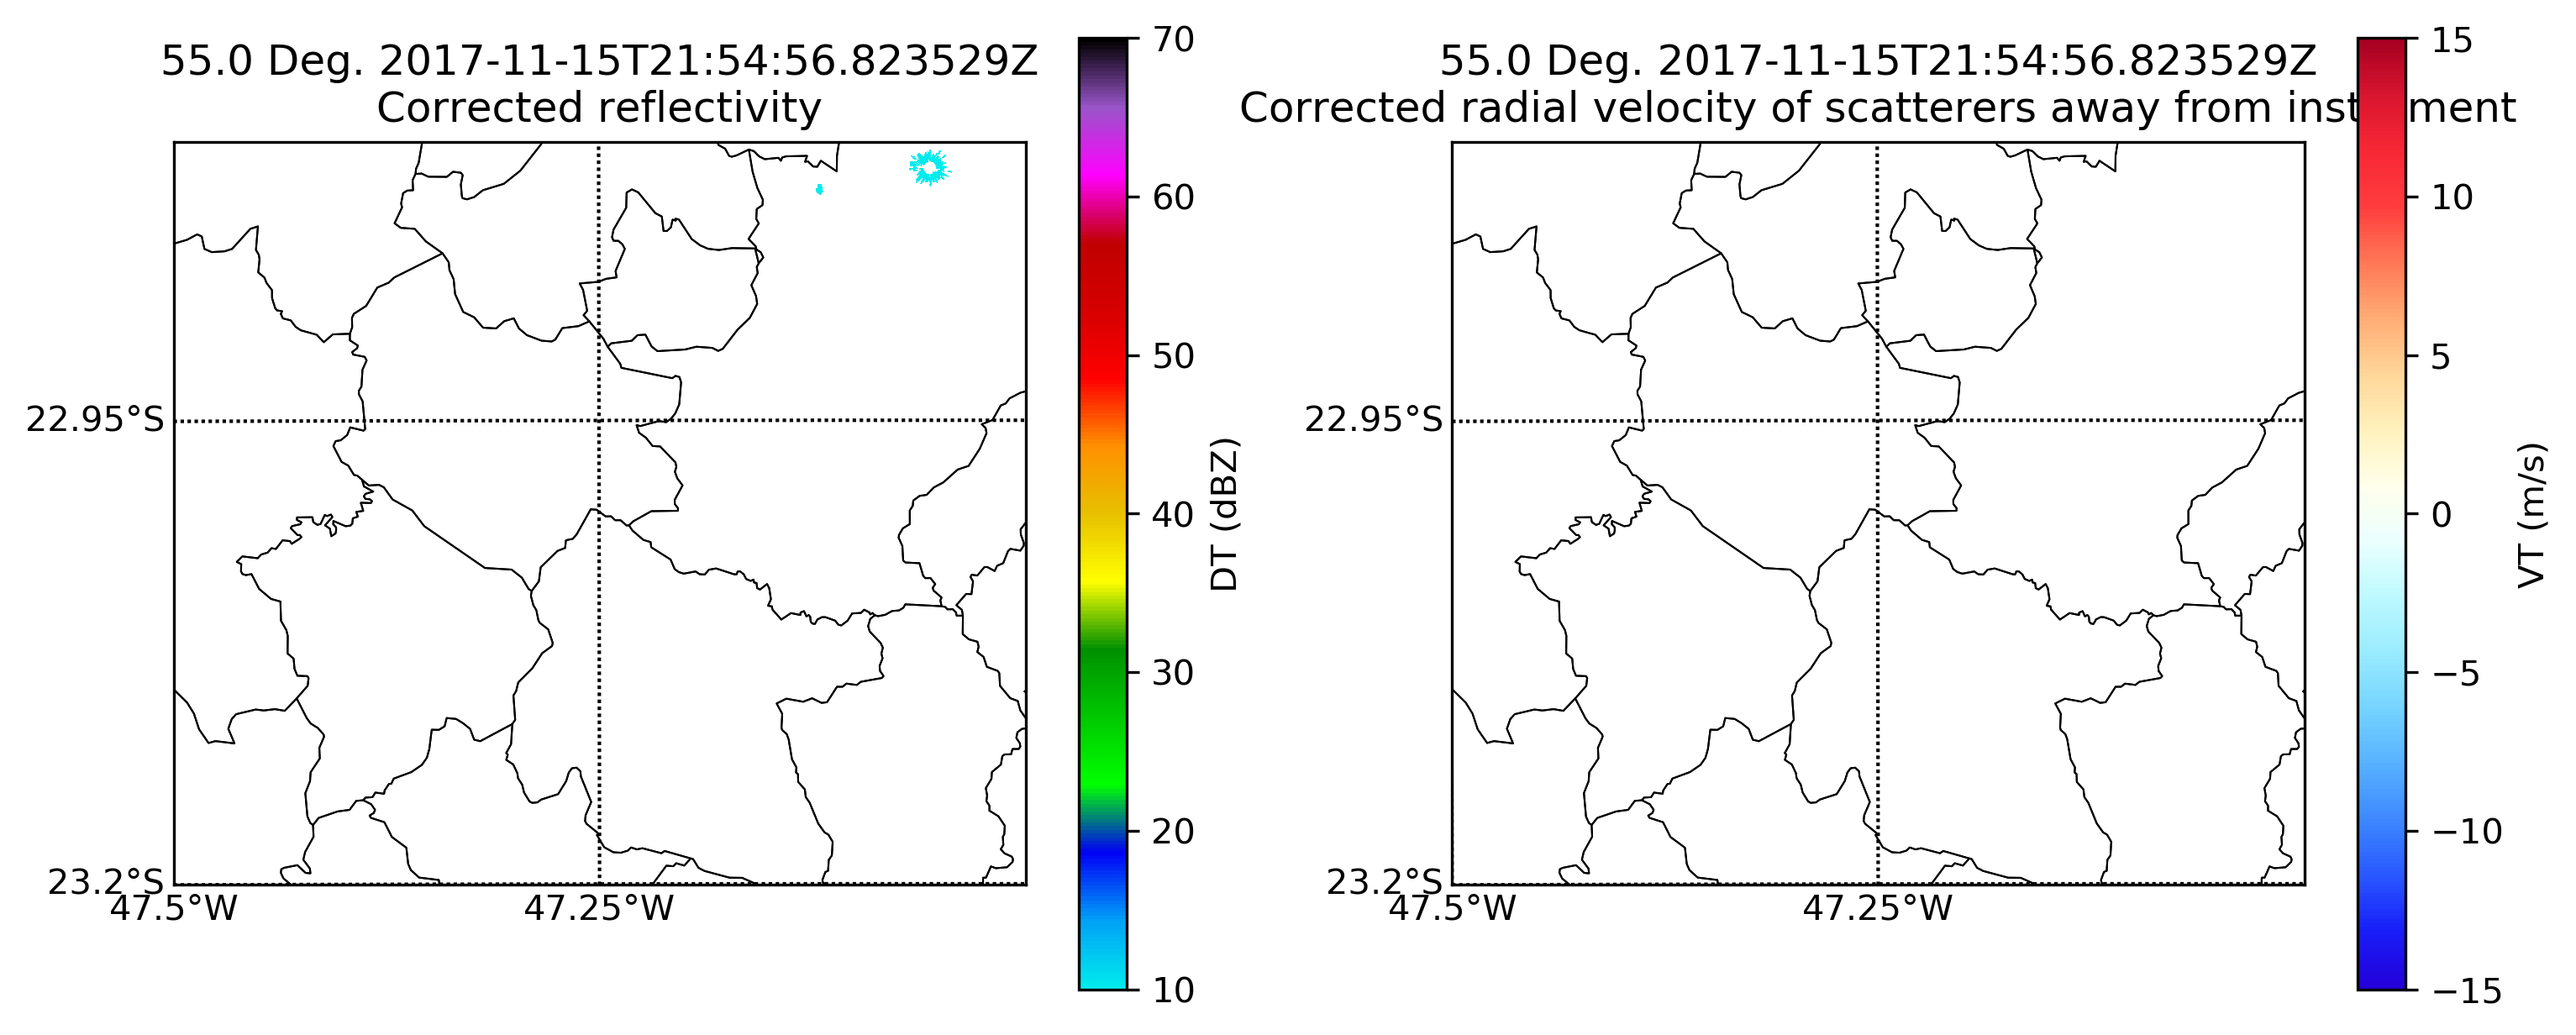 55.0 Deg. 2017-11-15T21:54:56.823529Z
Corrected reflectivity
22.95°S
23.2°S
47.5°W
47.25°W
70
60
50
40
30
20
10
DT (dBZ)
55.0 Deg. 2017-11-15T21:54:56.823529Z
Corrected radial velocity of scatterers away from inst ment
22.95°S
23.2°S
47.5°W
47.25°W
15
10
5
0
−5
−10
−15
VT (m/s)